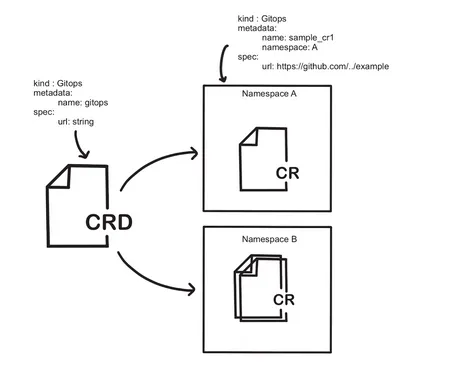 kind : Gitops
metadata:
name: sample_cr1
namespace: A
spec:
url: https://github.com/../example
kind : Gitops
metadata:
name: gitops
spec:
url: string
CRD
Namespace A
CR
Namespace B
CR